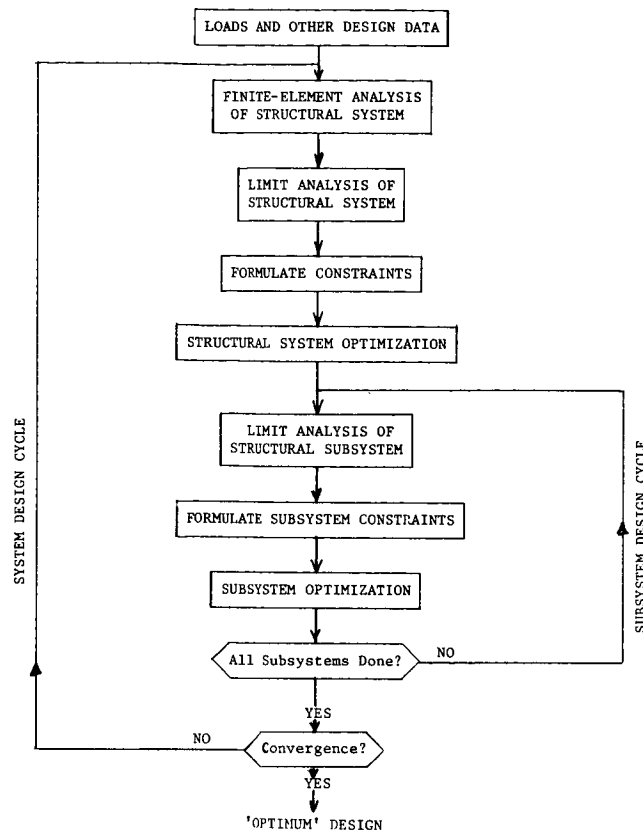 LOADS AND OTHER DESIGN DATA
FINITE-ELEMENT ANALYSIS
OF STRUCTURAL SYSTEM
LIMIT ANALYSIS OF
STRUCTURAL SYSTEM
FORMULATE CONSTRAINTS
STRUCTURAL SYSTEM OPTIMIZATION
LIMIT ANALYSIS OF
STRUCTURAL SUBSYSTEM
FORMULATE SUBSYSTEM CONSTRAINTS
SUBSYSTEM OPTIMIZATION
All Subsystems Done?
NO
YES
Convergence?
NO
YES
'OPTIMUM' DESIGN
SYSTEM DESIGN CYCLE
SUBSYSTEM DESIGN CYCLE